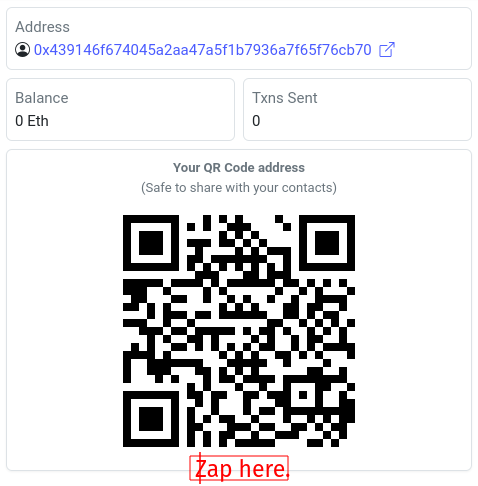 Address
0x439146f674045a2aa47a5f1b7936a7f65f76cb70
Balance
0 Eth
Txns Sent
0
Your QR Code address
(Safe to share with your contacts)
Zap here.